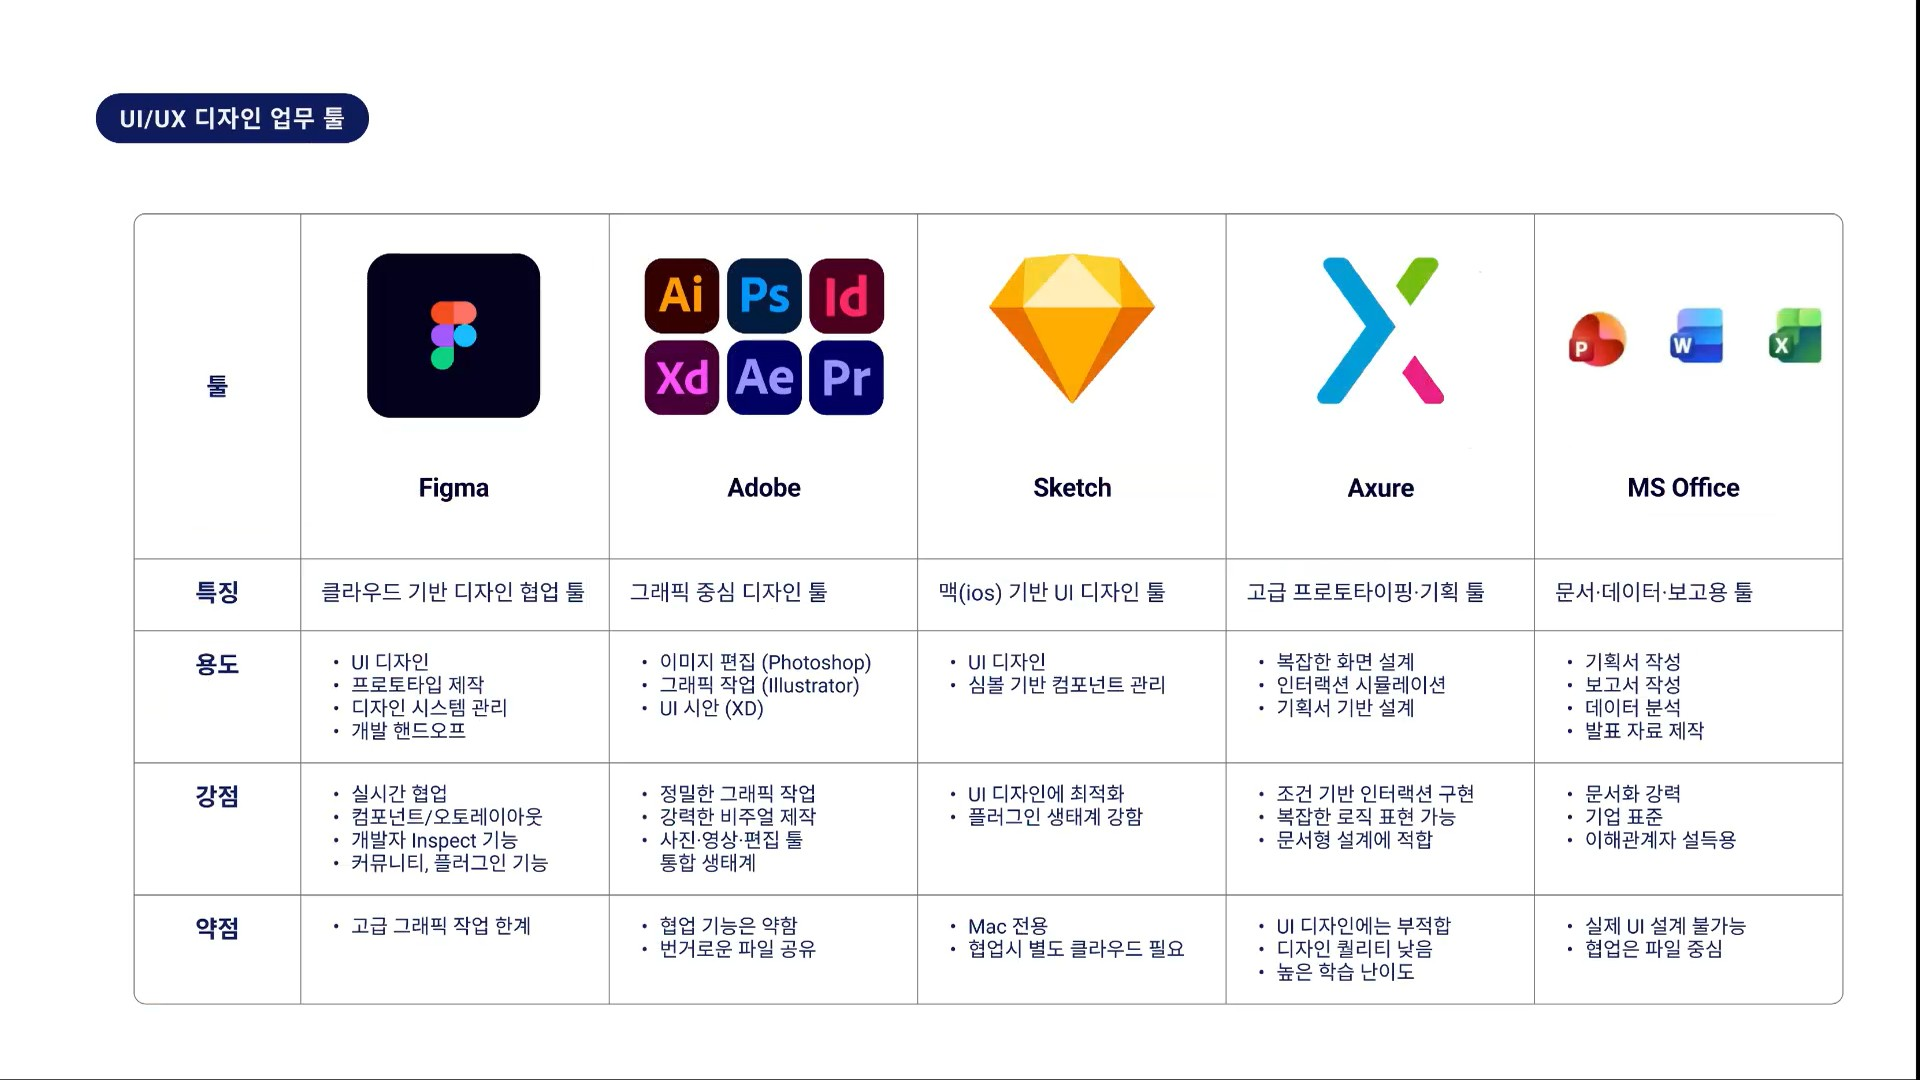 UI/UX 디자인 업무 툴
툴
Ai Ps Id
Xd Ae Pr
P W X
Figma
Adobe
Sketch
Axure
MS Office
특징
클라우드 기반 디자인 협업 툴
그래픽 중심 디자인 툴
맥(ios) 기반 UI 디자인 툴
고급 프로토타이핑·기획 툴
문서·데이터·보고용 툴
용도
• UI 디자인
• 프로토타입 제작
• 디자인 시스템 관리
• 개발 핸드오프
• 이미지 편집 (Photoshop)
• 그래픽 작업 (Illustrator)
• UI 시안 (XD)
• UI 디자인
• 심볼 기반 컴포넌트 관리
• 복잡한 화면 설계
• 인터랙션 시뮬레이션
• 기획서 기반 설계
• 기획서 작성
• 보고서 작성
• 데이터 분석
• 발표 자료 제작
강점
• 실시간 협업
• 컴포넌트/오토레이아웃
• 개발자 Inspect 기능
• 커뮤니티, 플러그인 기능
• 정밀한 그래픽 작업
• 강력한 비주얼 제작
• 사진·영상·편집 툴
통합 생태계
• UI 디자인에 최적화
• 플러그인 생태계 강함
• 조건 기반 인터랙션 구현
• 복잡한 로직 표현 가능
• 문서형 설계에 적합
• 문서화 강력
• 기업 표준
• 이해관계자 설득용
약점
• 고급 그래픽 작업 한계
• 협업 기능은 약함
• 번거로운 파일 공유
• Mac 전용
• 협업시 별도 클라우드 필요
• UI 디자인에는 부적합
• 디자인 퀄리티 낮음
• 높은 학습 난이도
• 실제 UI 설계 불가능
• 협업은 파일 중심